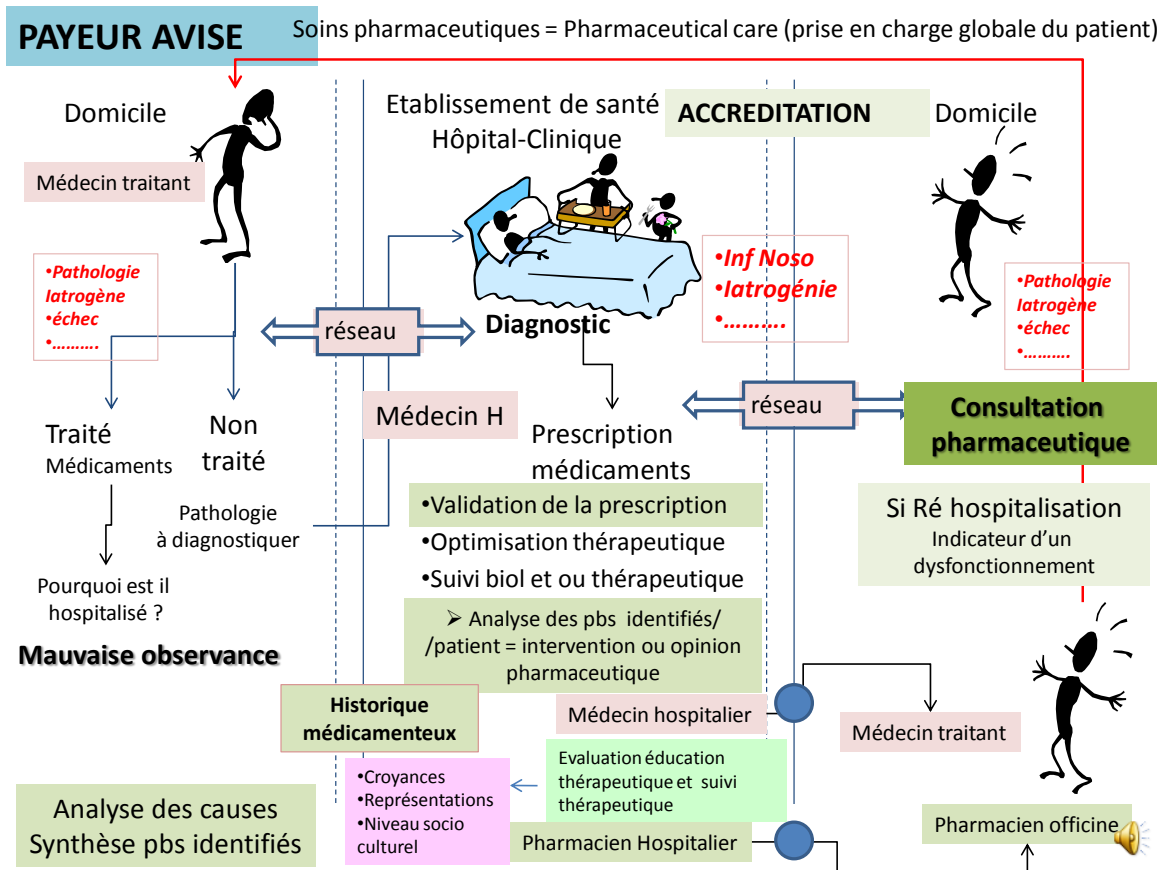 PAYEUR AVISE
Soins pharmaceutiques = Pharmaceutical care (prise en charge globale du patient)
Domicile
Médecin traitant
•Pathologie
Iatrogène
•échec
•……….
Traité
Médicaments
Non
traité
Pathologie
à diagnostiquer
Pourquoi est il
hospitalisé ?
Mauvaise observance
Analyse des causes
Synthèse pbs identifiés
réseau
Etablissement de santé
Hôpital-Clinique
ACCREDITATION
•Inf Noso
•Iatrogénie
•……….
Diagnostic
Médecin H
Prescription
médicaments
•Validation de la prescription
•Optimisation thérapeutique
•Suivi biol et ou thérapeutique
➢ Analyse des pbs identifiés/
/patient = intervention ou opinion
pharmaceutique
Historique
médicamenteux
Médecin hospitalier
•Croyances
•Représentations
•Niveau socio
culturel
Evaluation éducation
thérapeutique et suivi
thérapeutique
Pharmacien Hospitalier
réseau
Domicile
•Pathologie
Iatrogène
•échec
•……….
Consultation
pharmaceutique
Si Ré hospitalisation
Indicateur d’un
dysfonctionnement
Médecin traitant
Pharmacien officine